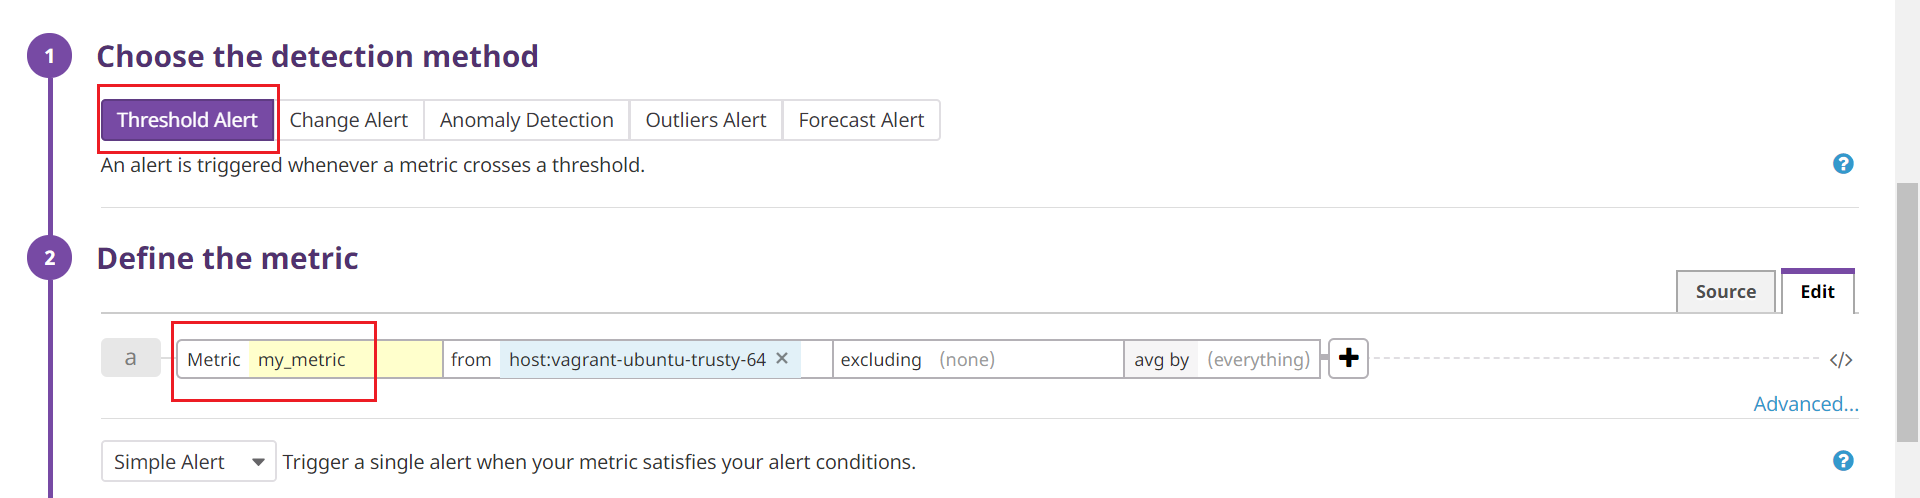 1 Choose the detection method
Threshold Alert Change Alert Anomaly Detection Outliers Alert Forecast Alert
An alert is triggered whenever a metric crosses a threshold. ?
2 Define the metric
Source Edit
a Metric my_metric from host:vagrant-ubuntu-trusty-64 × excluding (none) avg by (everything) + </>
Advanced...
Simple Alert Trigger a single alert when your metric satisfies your alert conditions. ?